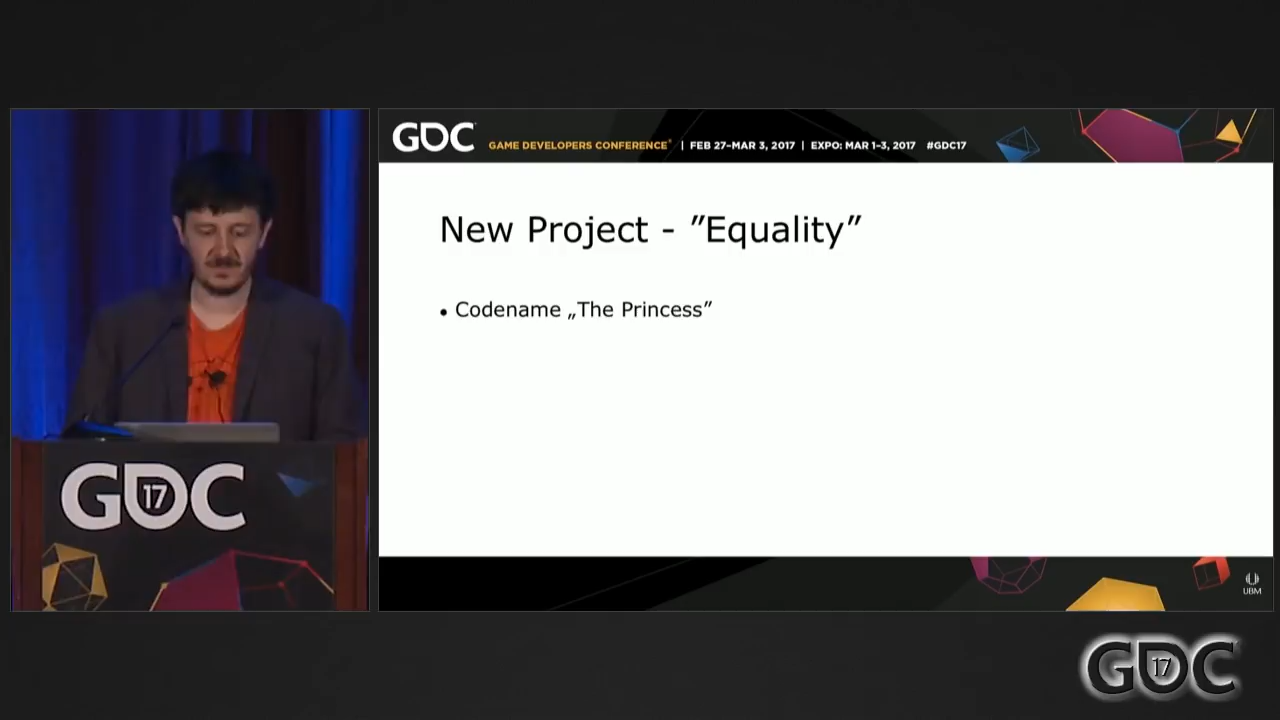 GDC
GAME DEVELOPERS CONFERENCE® | FEB 27–MAR 3, 2017 | EXPO: MAR 1–3, 2017 #GDC17
New Project - ”Equality”
• Codename „The Princess”
GDC
17
UBM
GDC
17